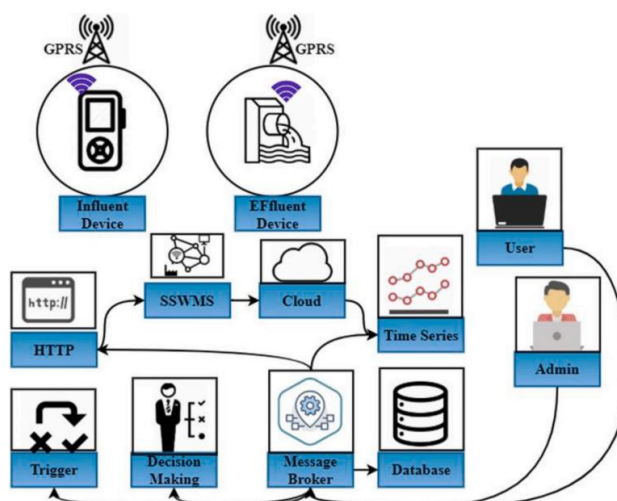 GPRS
GPRS
Influent
Device
EFfluent
Device
User
SSWMS
Cloud
http://
HTTP
Time Series
Admin
Trigger
Decision
Making
Message
Broker
Database